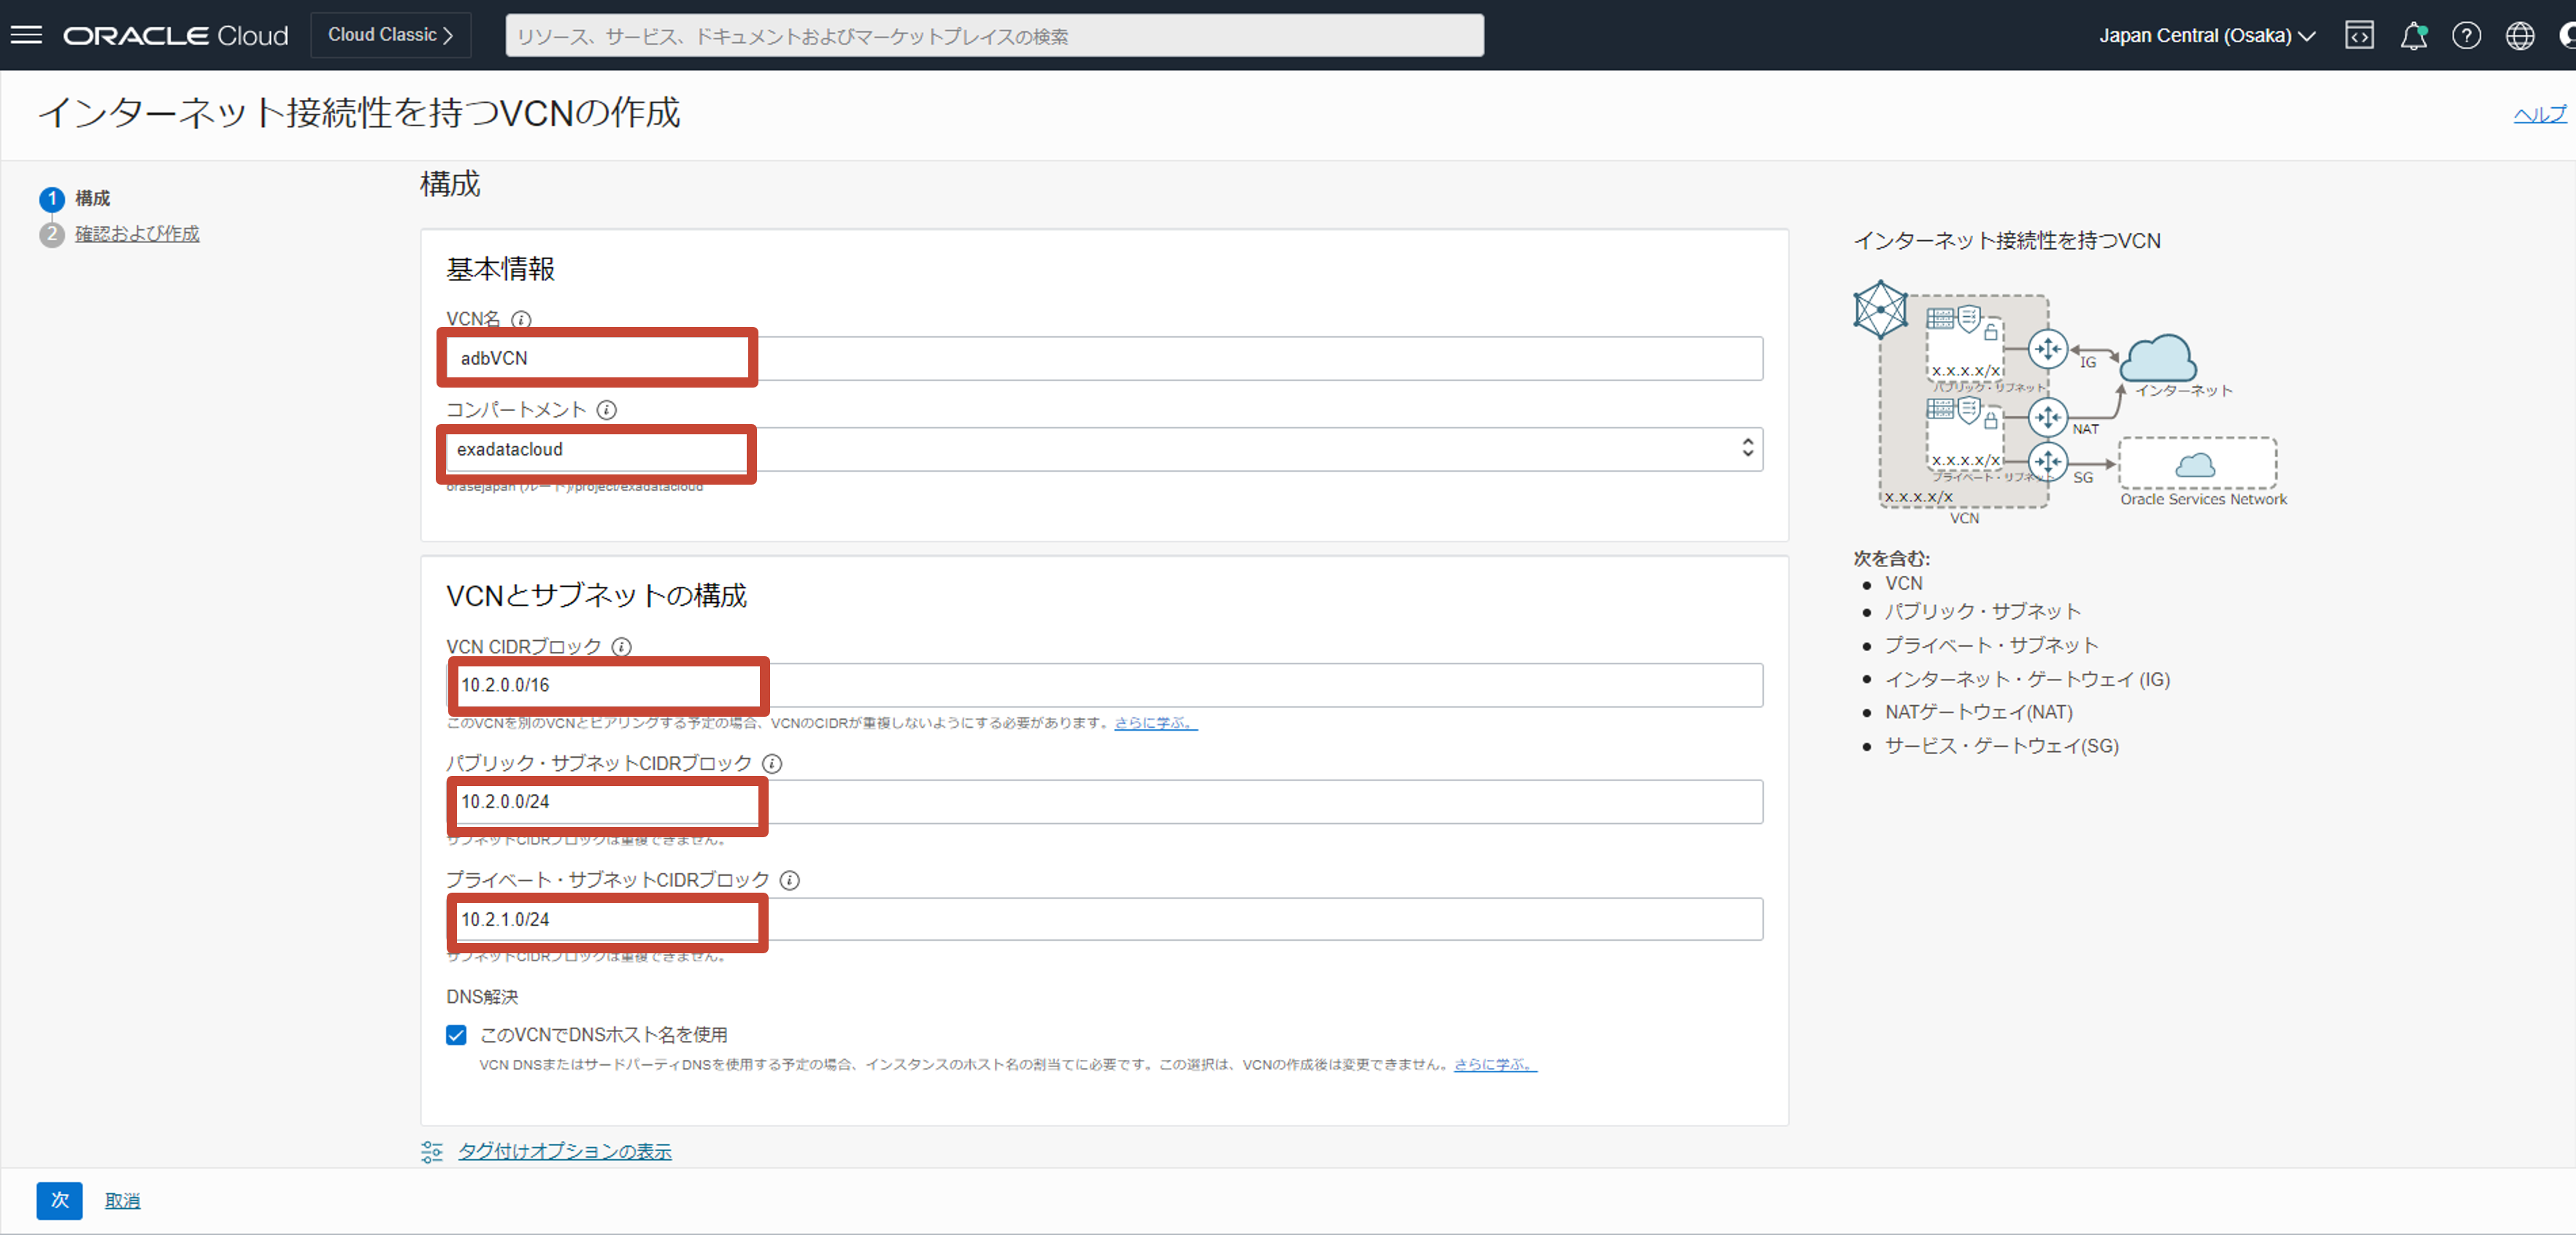 ORACLE Cloud
Cloud Classic
リソース、サービス、ドキュメントおよびマーケットプレイスの検索
Japan Central (Osaka)
インターネット接続性を持つVCNの作成
ヘルプ
1 構成
2 確認および作成
構成
基本情報
VCN名
adbVCN
コンパートメント
exadatacloud
orasejapan (ルート)/project/exadatacloud
VCNとサブネットの構成
VCN CIDRブロック
10.2.0.0/16
このVCNを別のVCNとピアリングする予定の場合、VCNのCIDRが重複しないようにする必要があります。さらに学ぶ。
パブリック・サブネットCIDRブロック
10.2.0.0/24
サブネットCIDRブロックは重複できません。
プライベート・サブネットCIDRブロック
10.2.1.0/24
サブネットCIDRブロックは重複できません。
DNS解決
このVCNでDNSホスト名を使用
VCN DNSまたはサードパーティDNSを使用する予定の場合、インスタンスのホスト名の割当てに必要です。この選択は、VCNの作成後は変更できません。さらに学ぶ。
タグ付けオプションの表示
インターネット接続性を持つVCN
x.x.x.x/x
パブリック・サブネット
IG
インターネット
NAT
x.x.x.x/x
プライベート・サブネット
SG
x.x.x.x/x
Oracle Services Network
VCN
次を含む:
VCN
パブリック・サブネット
プライベート・サブネット
インターネット・ゲートウェイ (IG)
NATゲートウェイ(NAT)
サービス・ゲートウェイ(SG)
次
取消